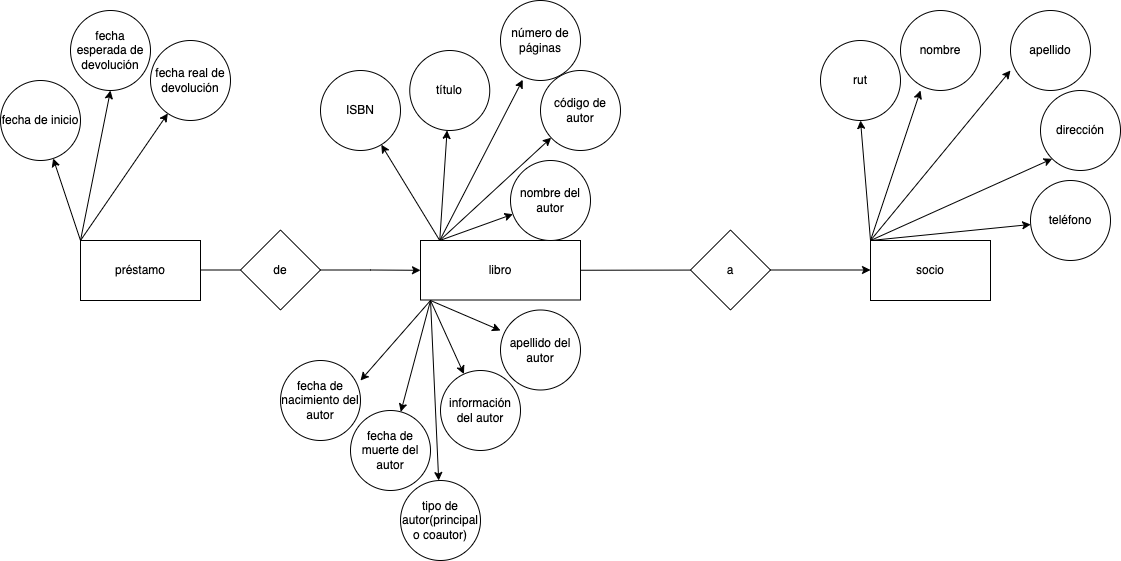 fecha
esperada de
devolución
fecha real de
devolución
fecha de inicio
número de
páginas
título
ISBN
código de
autor
nombre del
autor
nombre
apellido
rut
dirección
teléfono
préstamo
de
libro
a
socio
apellido del
autor
fecha de
nacimiento del
autor
información
del autor
fecha de
muerte del
autor
tipo de
autor(principal
o coautor)